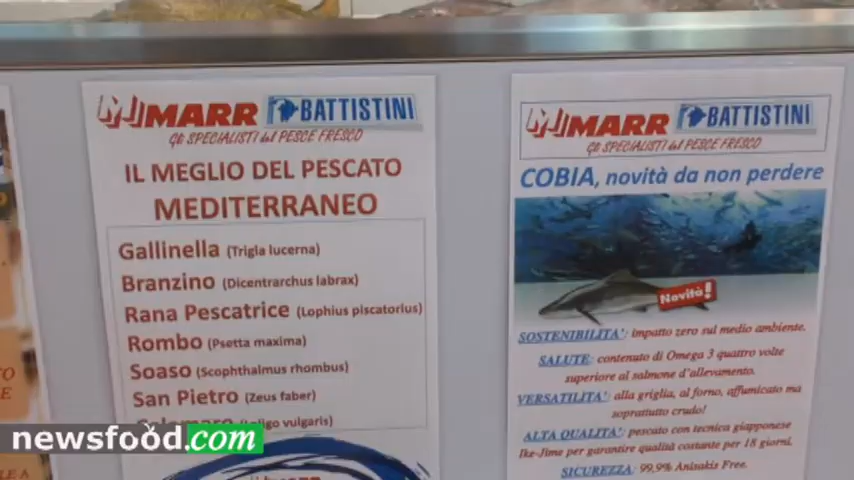 MARR BATTISTINI
Gli SPECIALISTI del PESCE FRESCO
IL MEGLIO DEL PESCATO
MEDITERRANEO
Gallinella (Trigla lucerna)
Branzino (Dicentrarchus labrax)
Rana Pescatrice (Lophius piscatorius)
Rombo (Psetta maxima)
Soaso (Scophthalmus rhombus)
San Pietro (Zeus faber)
Calamaro (Loligo vulgaris)
MARR BATTISTINI
Gli SPECIALISTI del PESCE FRESCO
COBIA, novità da non perdere
Novità!
SOSTENIBILITA': impatto zero sul medio ambiente.
SALUTE: contenuto di Omega 3 quattro volte
superiore al salmone d'allevamento.
VERSATILITA': alla griglia, al forno, affumicato ma
soprattutto crudo!
ALTA QUALITA': pescato con tecnica giapponese
Ike-Jime per garantire qualità costante per 18 giorni.
SICUREZZA: 99,9% Anisakis Free.
newsfood.com